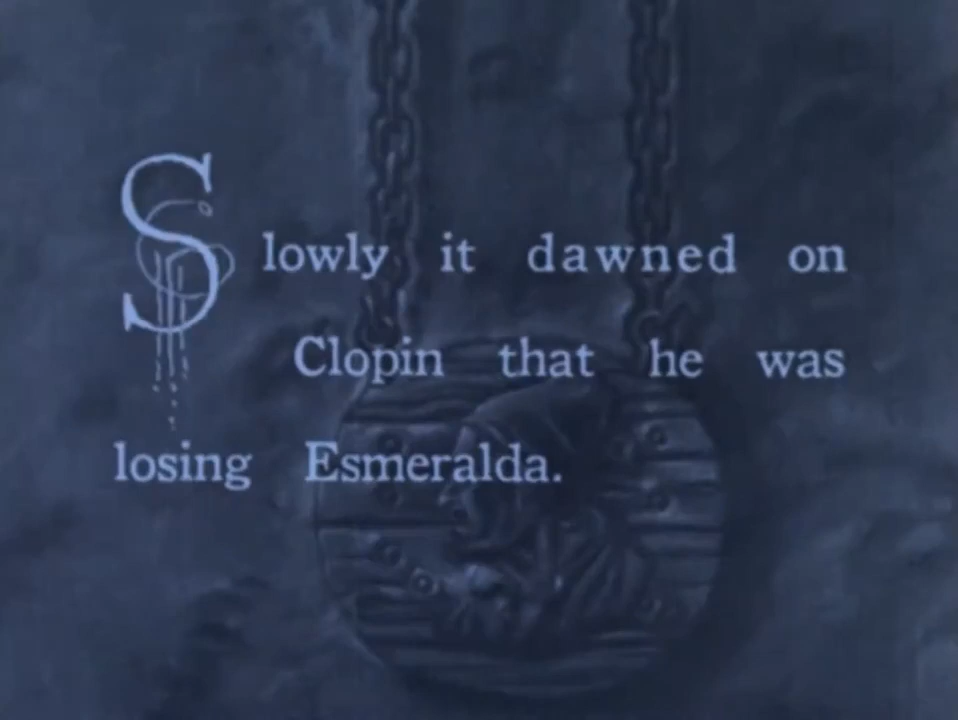 Slowly it dawned on
Clopin that he was
losing Esmeralda.